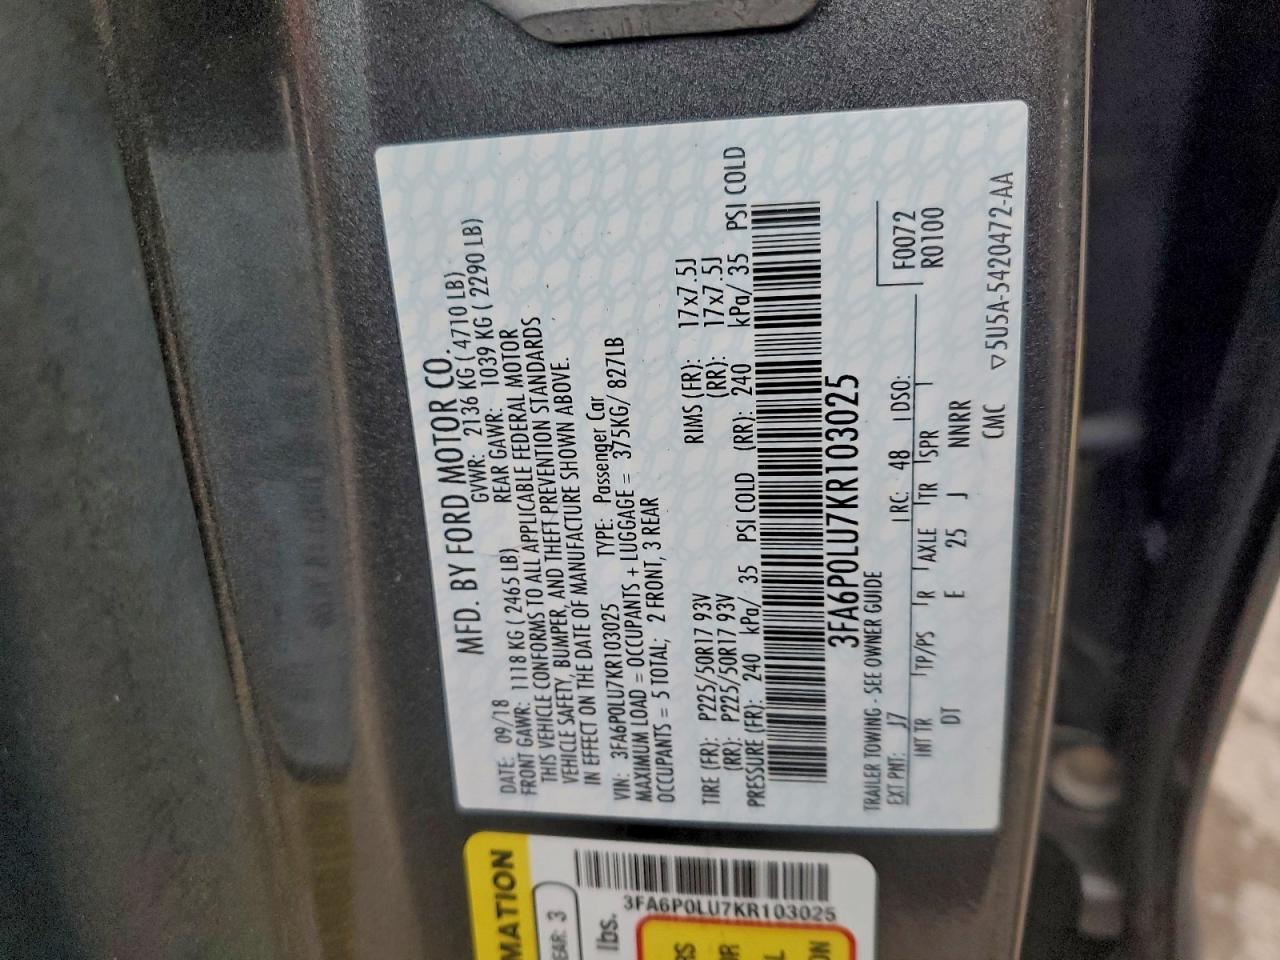 MFD. BY FORD MOTOR CO.
DATE: 09/18 GVWR: 2136 KG ( 4710 LB)
FRONT GAWR: 1118 KG ( 2465 LB) REAR GAWR: 1039 KG ( 2290 LB)
THIS VEHICLE CONFORMS TO ALL APPLICABLE FEDERAL MOTOR
VEHICLE SAFETY, BUMPER, AND THEFT PREVENTION STANDARDS
IN EFFECT ON THE DATE OF MANUFACTURE SHOWN ABOVE.
VIN: 3FA6P0LU7KR103025 TYPE: Passenger Car
MAXIMUM LOAD = OCCUPANTS + LUGGAGE = 375KG/ 827LB
OCCUPANTS = 5 TOTAL; 2 FRONT, 3 REAR
TIRE (FR): P225/50R17 93V RIMS (FR): 17x7.5J
(RR): P225/50R17 93V (RR): 17x7.5J
PRESSURE (FR): 240 kPa/ 35 PSI COLD (RR): 240 kPa/ 35 PSI COLD
3FA6P0LU7KR103025
TRAILER TOWING - SEE OWNER GUIDE
F0072
R0100
EXT PNT: J7 RC: 48 DSO:
INT TR TP/PS R AXLE TR SPR
DT E 25 J NNRR
CMC 5U5A-5420472-AA
MATION
EAR: 3
lbs.
3FA6P0LU7KR103025
RS
OR
L
ON